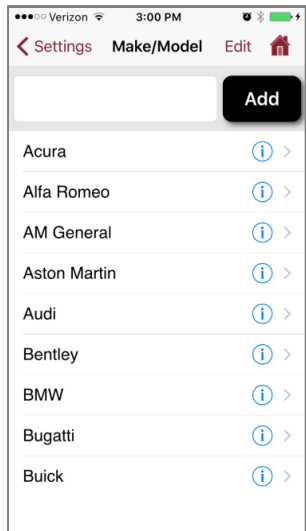 Verizon 3:00 PM
Settings Make/Model Edit
Add
Acura
Alfa Romeo
AM General
Aston Martin
Audi
Bentley
BMW
Bugatti
Buick